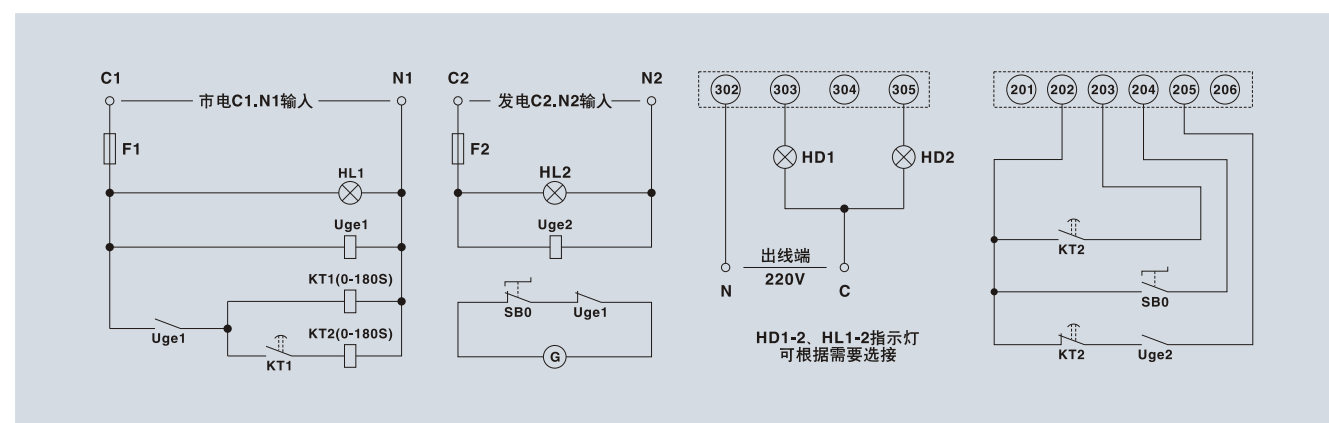 C1 N1
市电C1.N1输入
F1
HL1
Uge1
KT1(0-180S)
KT2(0-180S)
Uge1
KT1
C2 N2
发电C2.N2输入
F2
HL2
Uge2
SB0 Uge1
G
302 303 304 305
HD1 HD2
出线端
220V
N C
HD1-2、HL1-2指示灯
可根据需要选接
201 202 203 204 205 206
KT2
SB0
KT2 Uge2